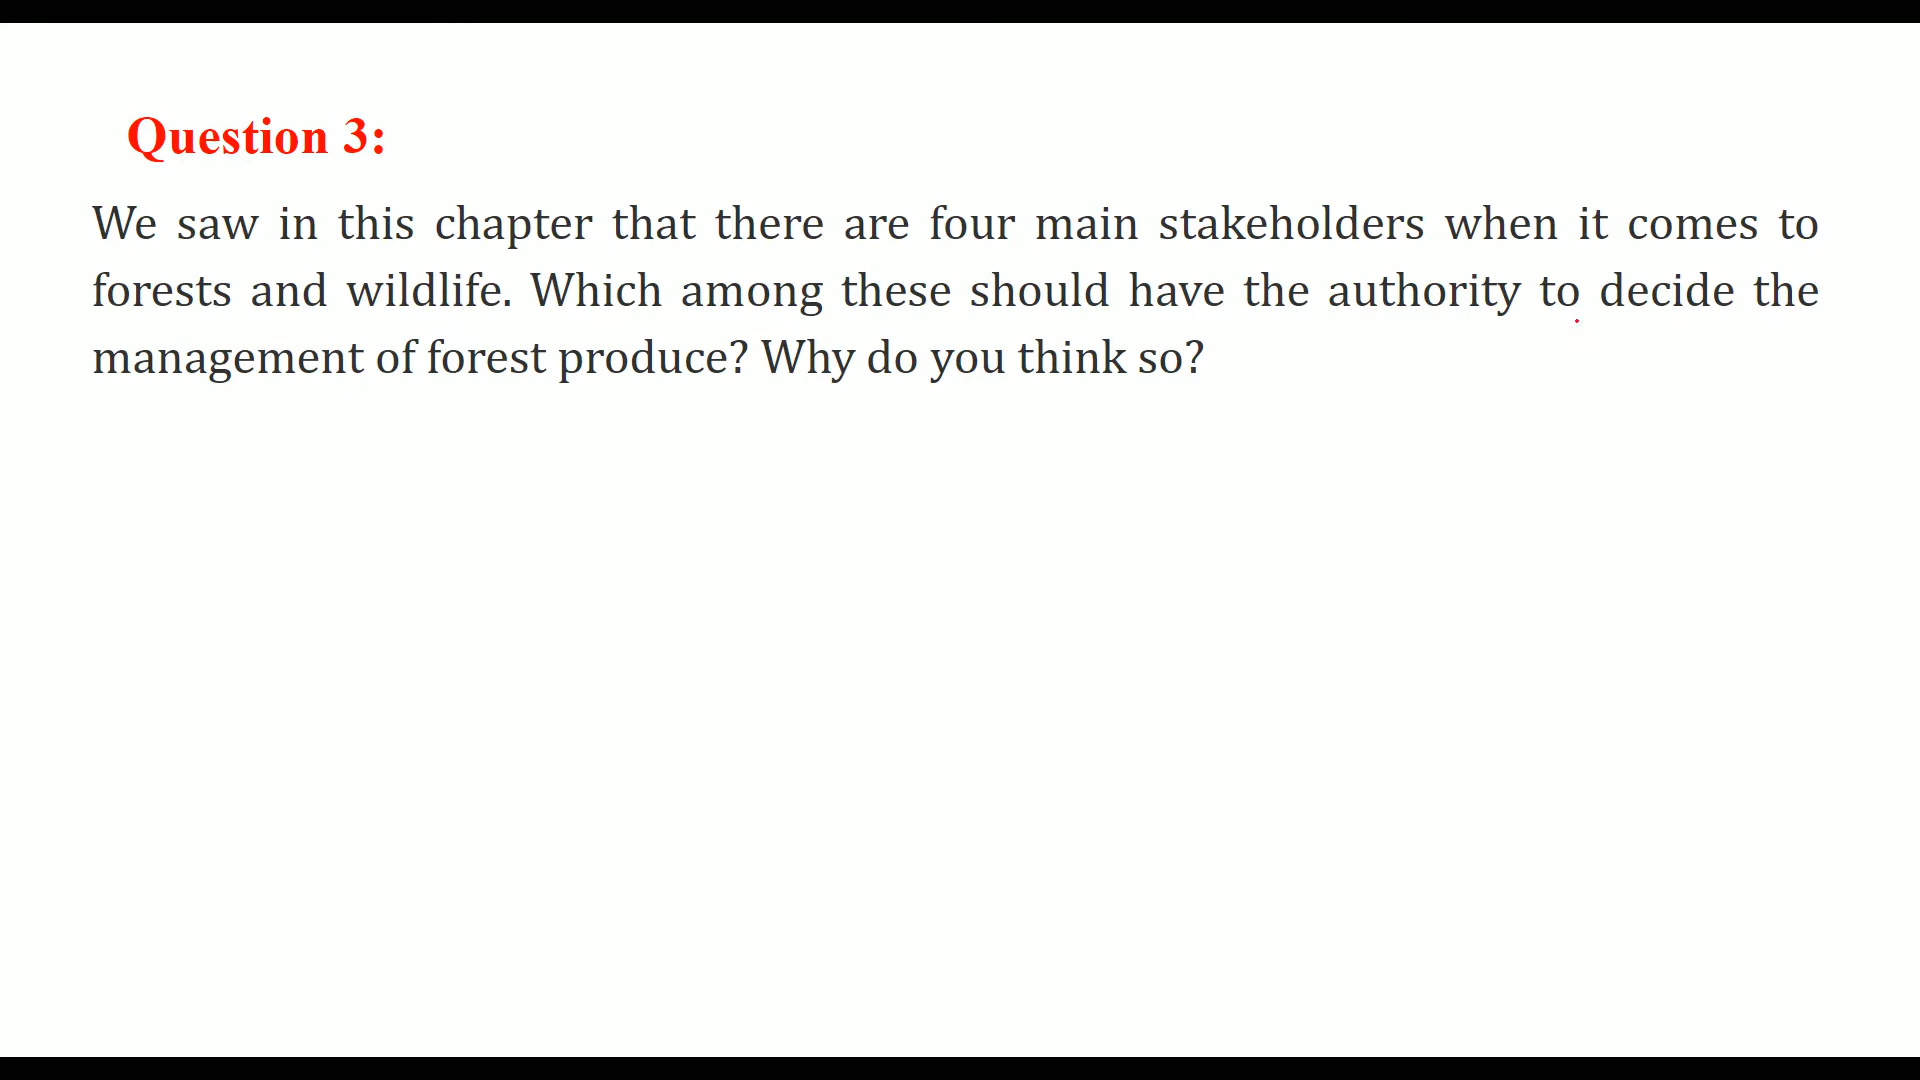 Question 3:
We saw in this chapter that there are four main stakeholders when it comes to
forests and wildlife. Which among these should have the authority to decide the
management of forest produce? Why do you think so?